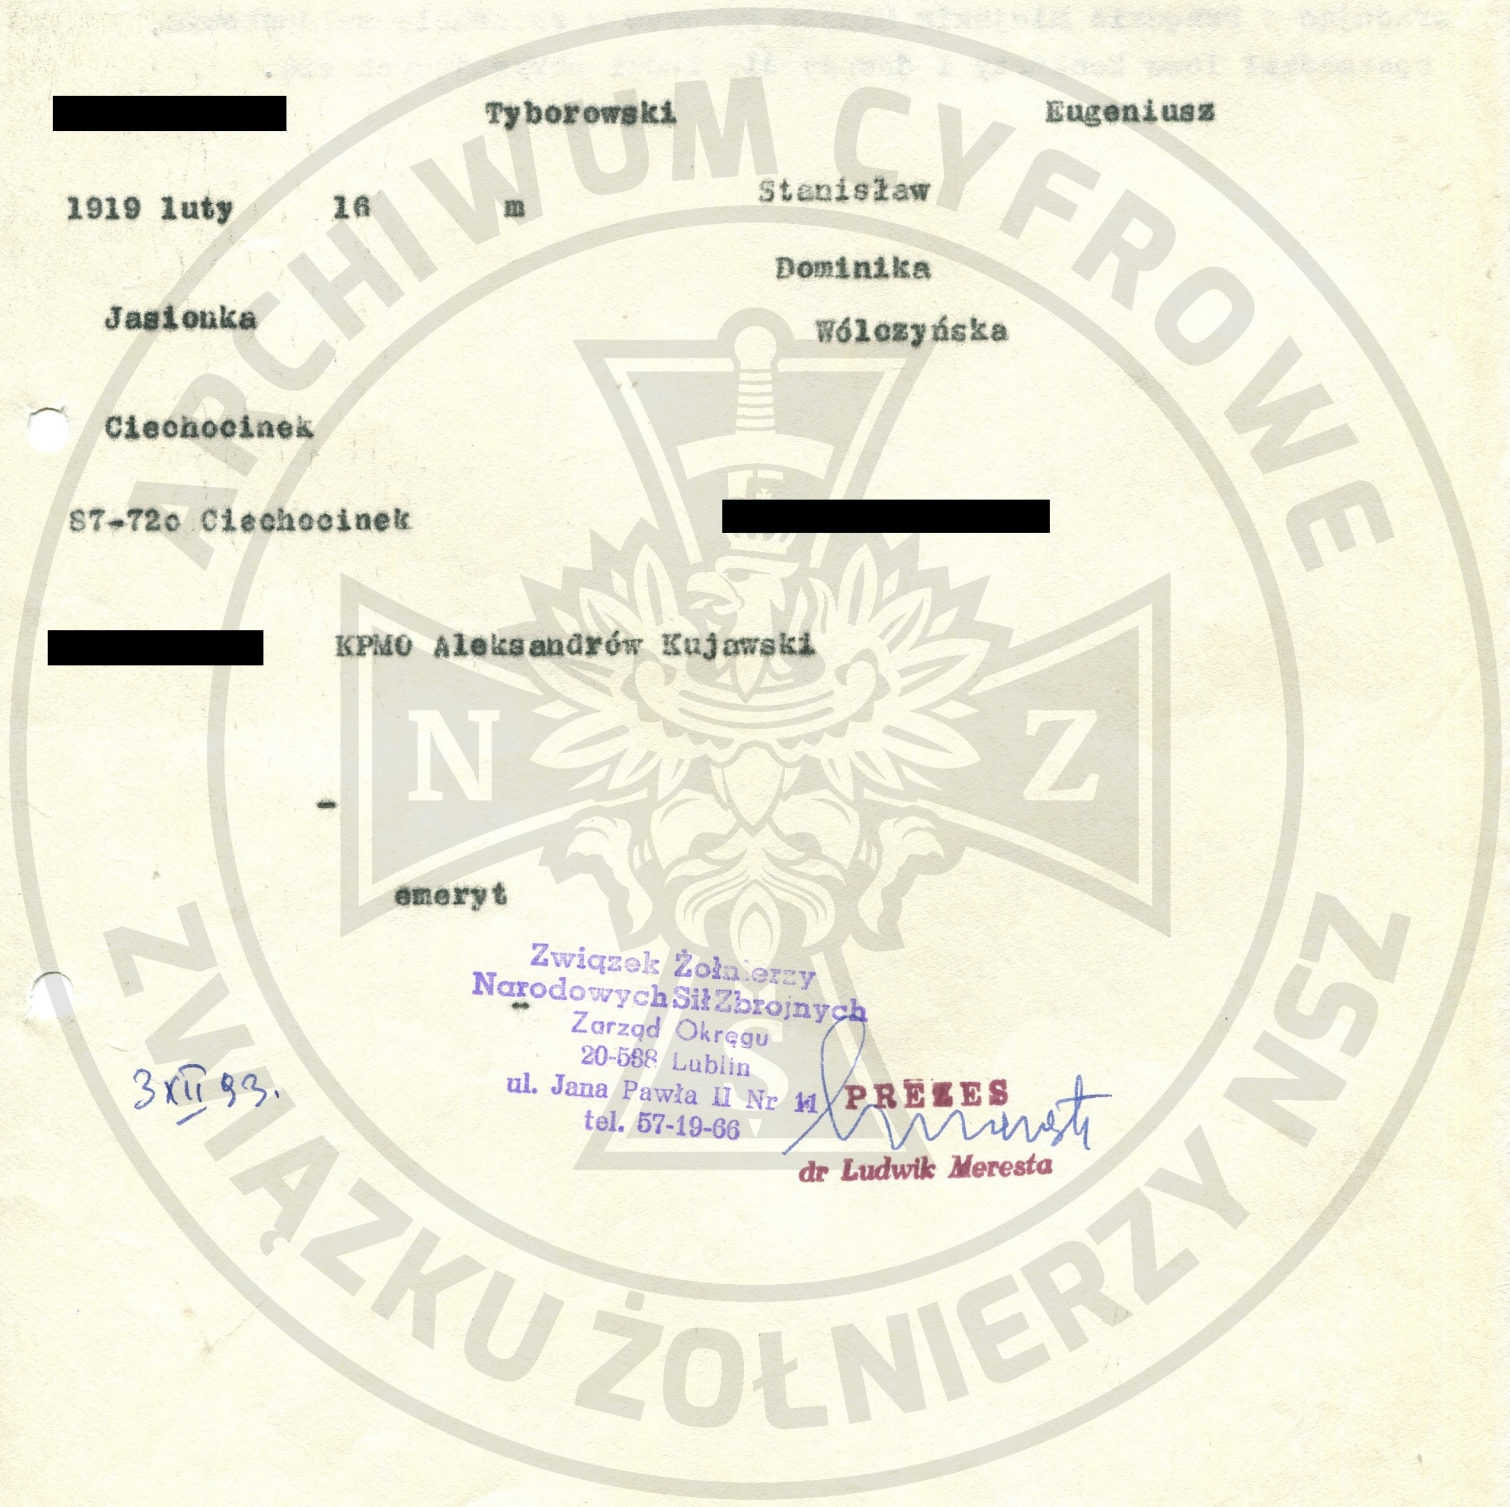 Tyborowski Eugeniusz
1919 luty 16 m Stanisław
Dominika
Jasionka Wólczyńska
Ciechocinek
87-72o Ciechocinek
KPMO Aleksandrów Kujawski
-
emeryt
Związek Żołnierzy
Narodowych Sił Zbrojnych
-
Zarząd Okręgu
20-538 Lublin
ul. Jana Pawła II Nr 11
tel. 57-19-66
3 XII 93.
PREZES
dr Ludwik Meresta
ARCHIWUM CYFROWE
ZWIĄZKU ŻOŁNIERZY NSZ
N Z
S